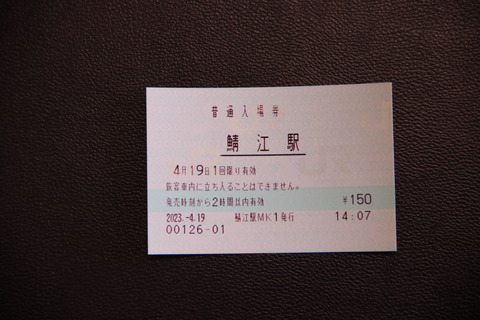 普通入場券
鯖江駅
4月19日1回限り有効
旅客車内に立ち入ることはできません。
発売時刻から2時間以内有効 ¥150
2023.-4.19 鯖江駅MK1発行 14:07
00126-01